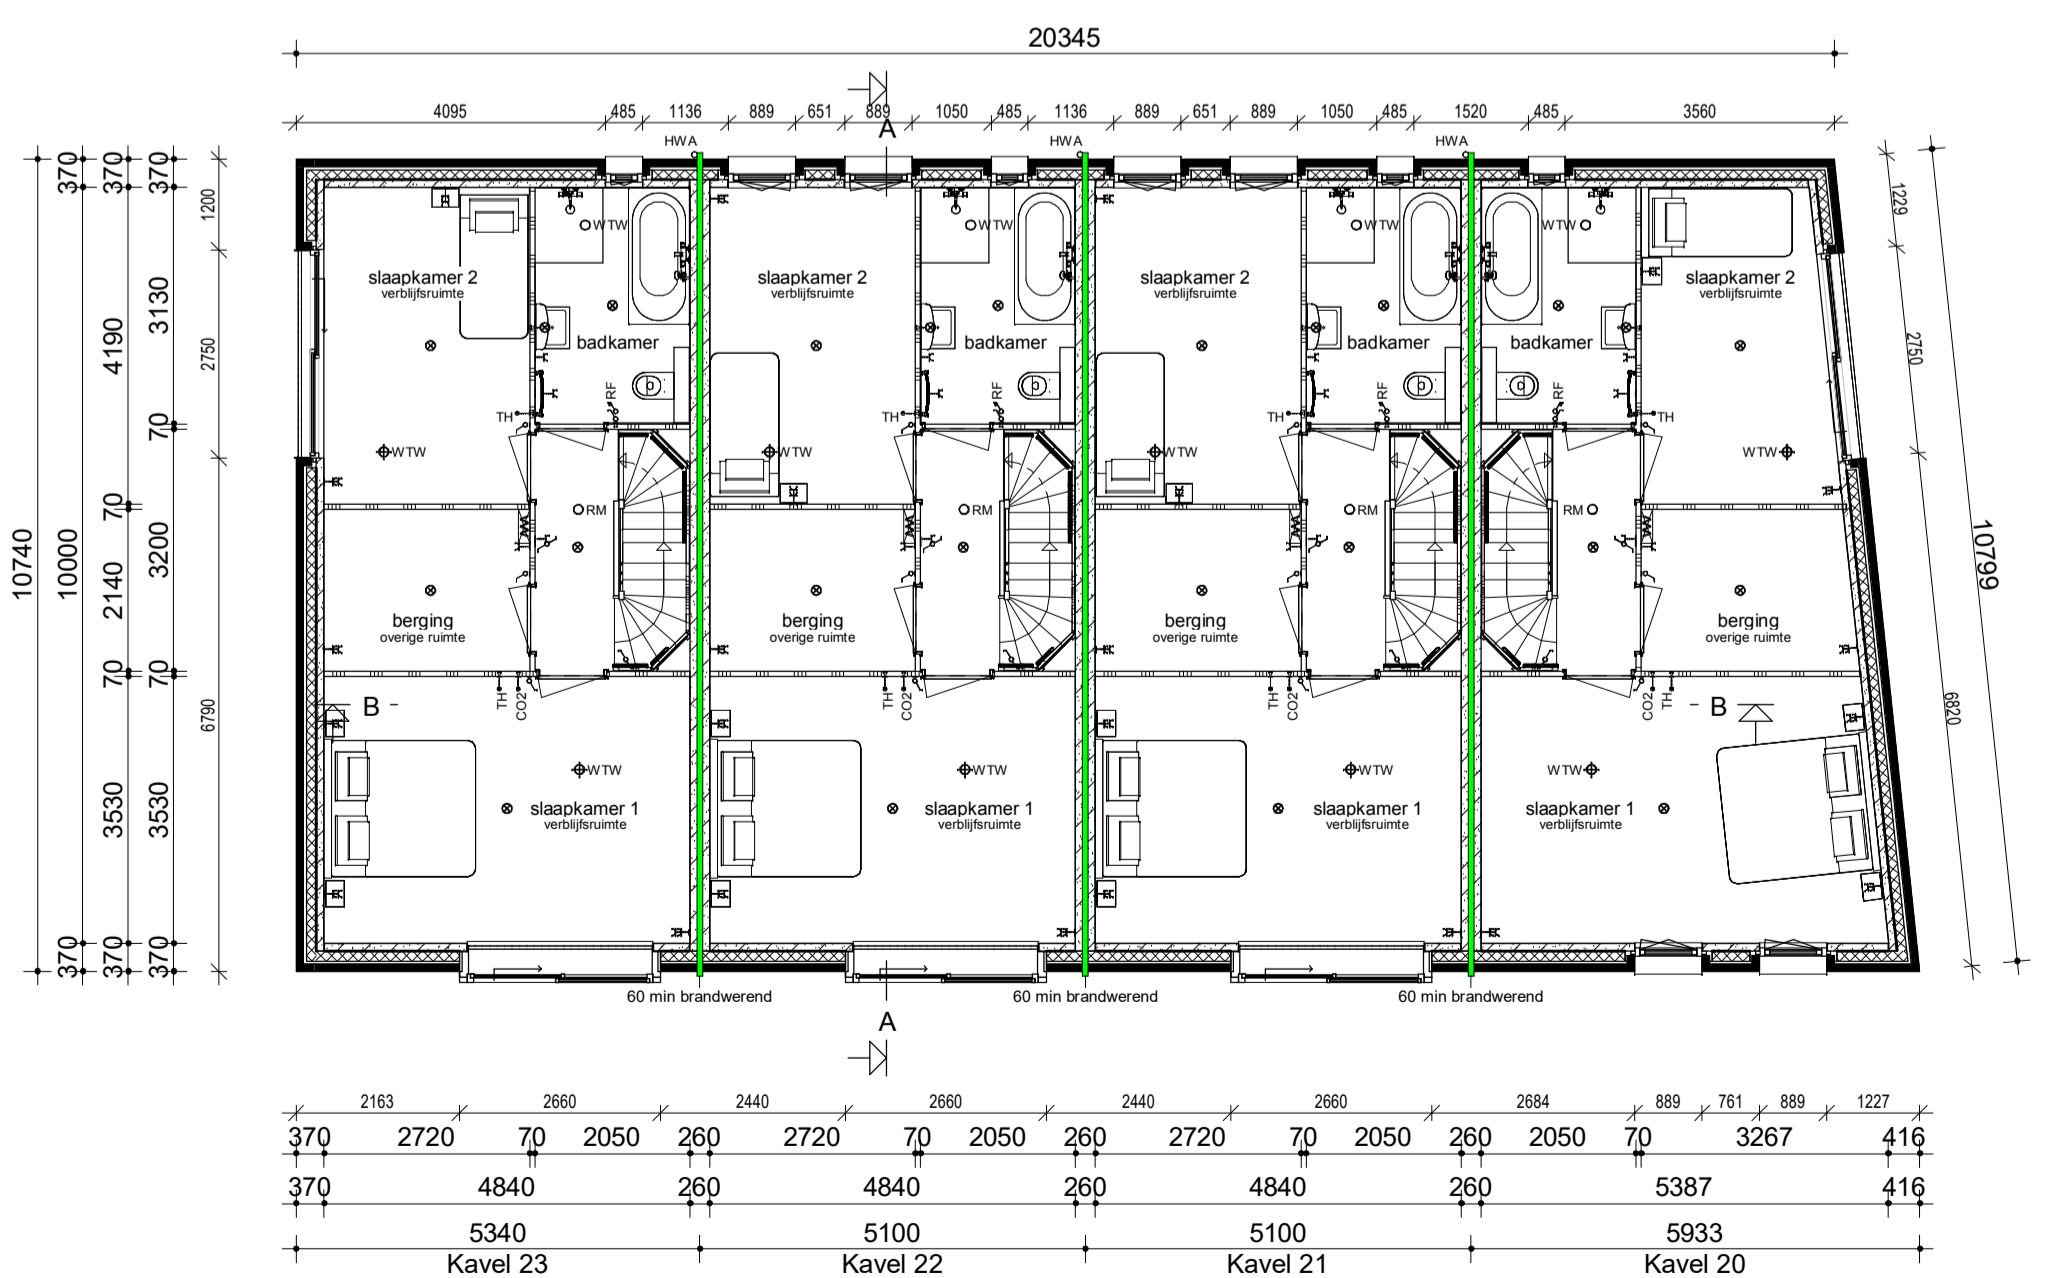 20345
4095 485 1136 889 651 889 1050 485 1136 889 651 889 1050 485 1520 485 3560
A
HWA HWA HWA
370 370 370
1200
1229
WTW WTW WTW WTW
slaapkamer 2 slaapkamer 2 slaapkamer 2 slaapkamer 2
verblijfsruimte verblijfsruimte verblijfsruimte verblijfsruimte
3130
4190
2750
2750
badkamer badkamer badkamer badkamer
RF RF RF RF
TH TH TH TH
70
WTW WTW WTW WTW
70
RM RM RM RM
10740
10000
2140
3200
10799
berging berging berging berging
overige ruimte overige ruimte overige ruimte overige ruimte
70 70
TH CO2 TH CO2 TH CO2 CO2 TH
B B
6790
6820
WTW WTW WTW WTW
3530 3530
slaapkamer 1 slaapkamer 1 slaapkamer 1 slaapkamer 1
verblijfsruimte verblijfsruimte verblijfsruimte verblijfsruimte
370 370 370
60 min brandwerend 60 min brandwerend 60 min brandwerend
A
2163 2660 2440 2660 2440 2660 2684 889 761 889 1227
370 2720 70 2050 260 2720 70 2050 260 2720 70 2050 260 2050 70 3267 416
370 4840 260 4840 260 4840 260 5387 416
5340 5100 5100 5933
Kavel 23 Kavel 22 Kavel 21 Kavel 20